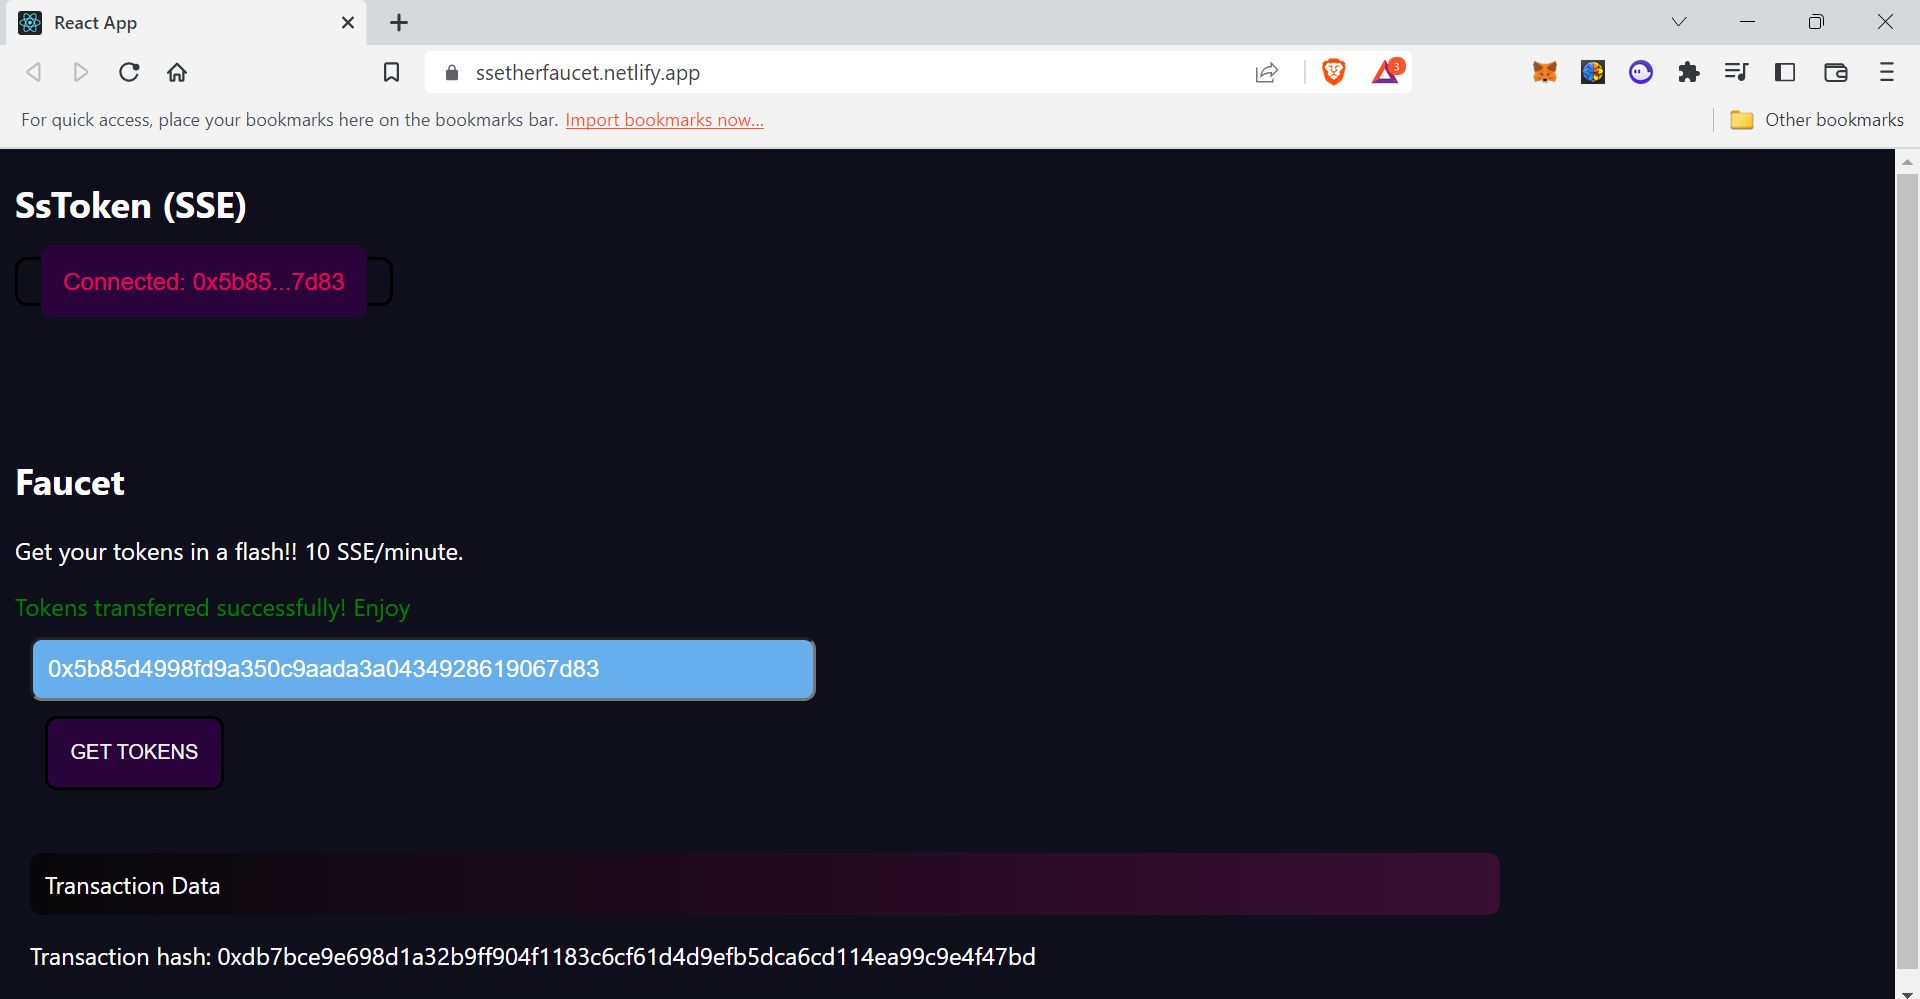 React App
ssetherfaucet.netlify.app
3
For quick access, place your bookmarks here on the bookmarks bar. Import bookmarks now...
Other bookmarks
SsToken (SSE)
Connected: 0x5b85...7d83
Faucet
Get your tokens in a flash!! 10 SSE/minute.
Tokens transferred successfully! Enjoy
0x5b85d4998fd9a350c9aada3a0434928619067d83
GET TOKENS
Transaction Data
Transaction hash: 0xdb7bce9e698d1a32b9ff904f1183c6cf61d4d9efb5dca6cd114ea99c9e4f47bd